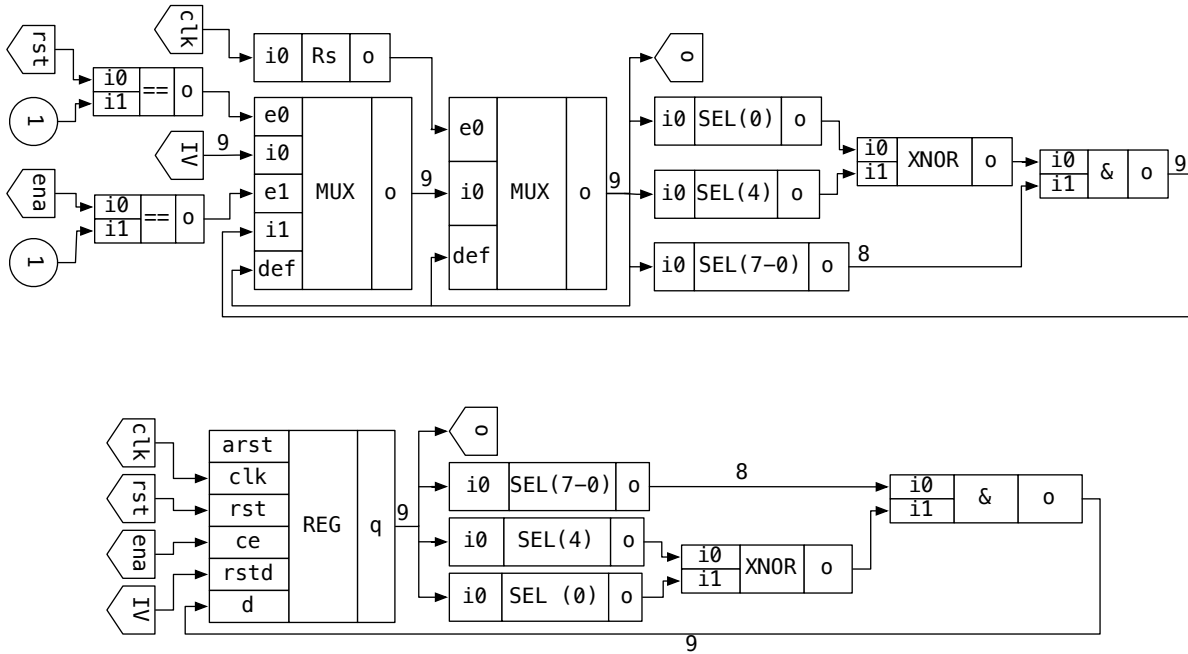 clk
i0 Rs o
o
rst
i0
i1
== o
1
e0
i0
e1
i1
def
MUX o
IV
9
ena
i0
i1
== o
1
9
e0
i0
def
MUX o
9
i0 SEL(0) o
i0 SEL(4) o
i0 SEL(7-0) o
8
i0
i1
XNOR o
i0
i1
& o
9
clk
rst
ena
IV
arst
clk
rst
ce
rstd
d
REG q
9
o
i0 SEL(7-0) o
8
i0 SEL(4) o
i0 SEL (0) o
i0
i1
XNOR o
i0
i1
& o
9